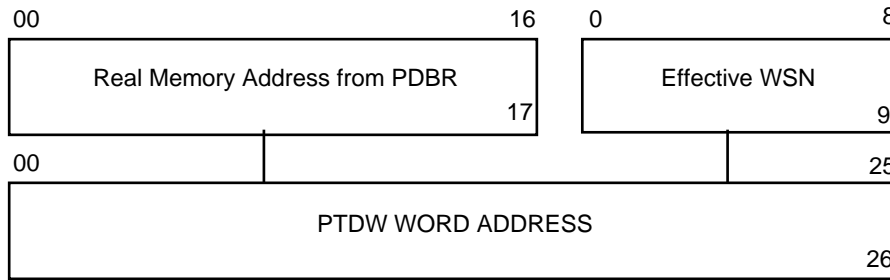 00 16 0 8
Real Memory Address from PDBR Effective WSN
17 9
00 25
PTDW WORD ADDRESS
26